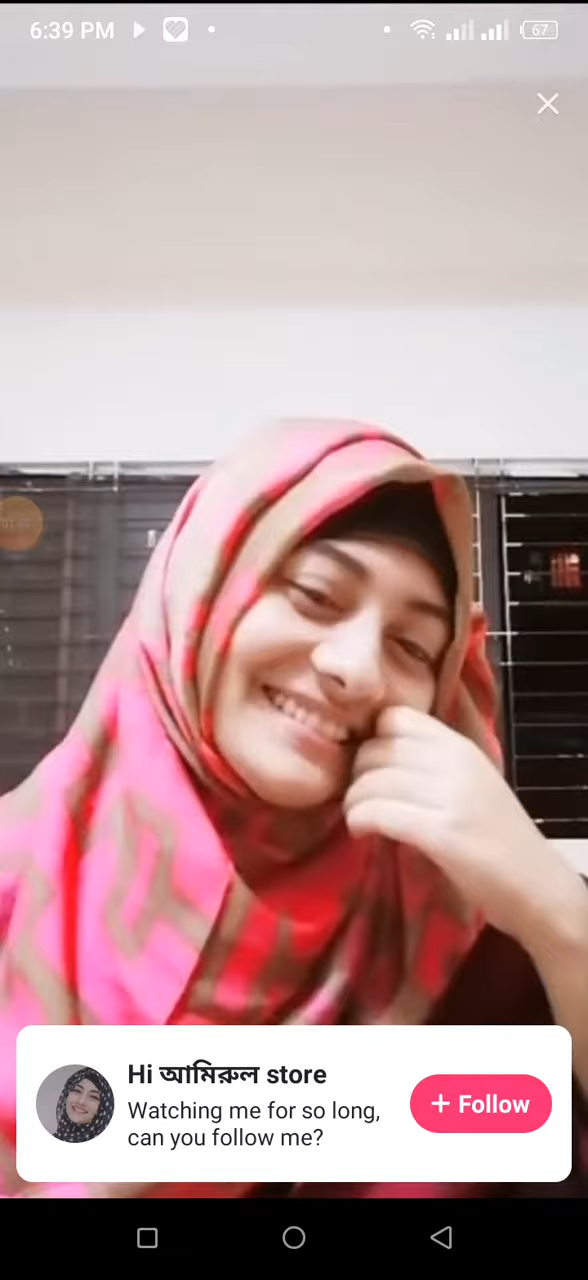 6:39 PM
67
Hi আমিরুল store
Watching me for so long,
can you follow me?
+ Follow